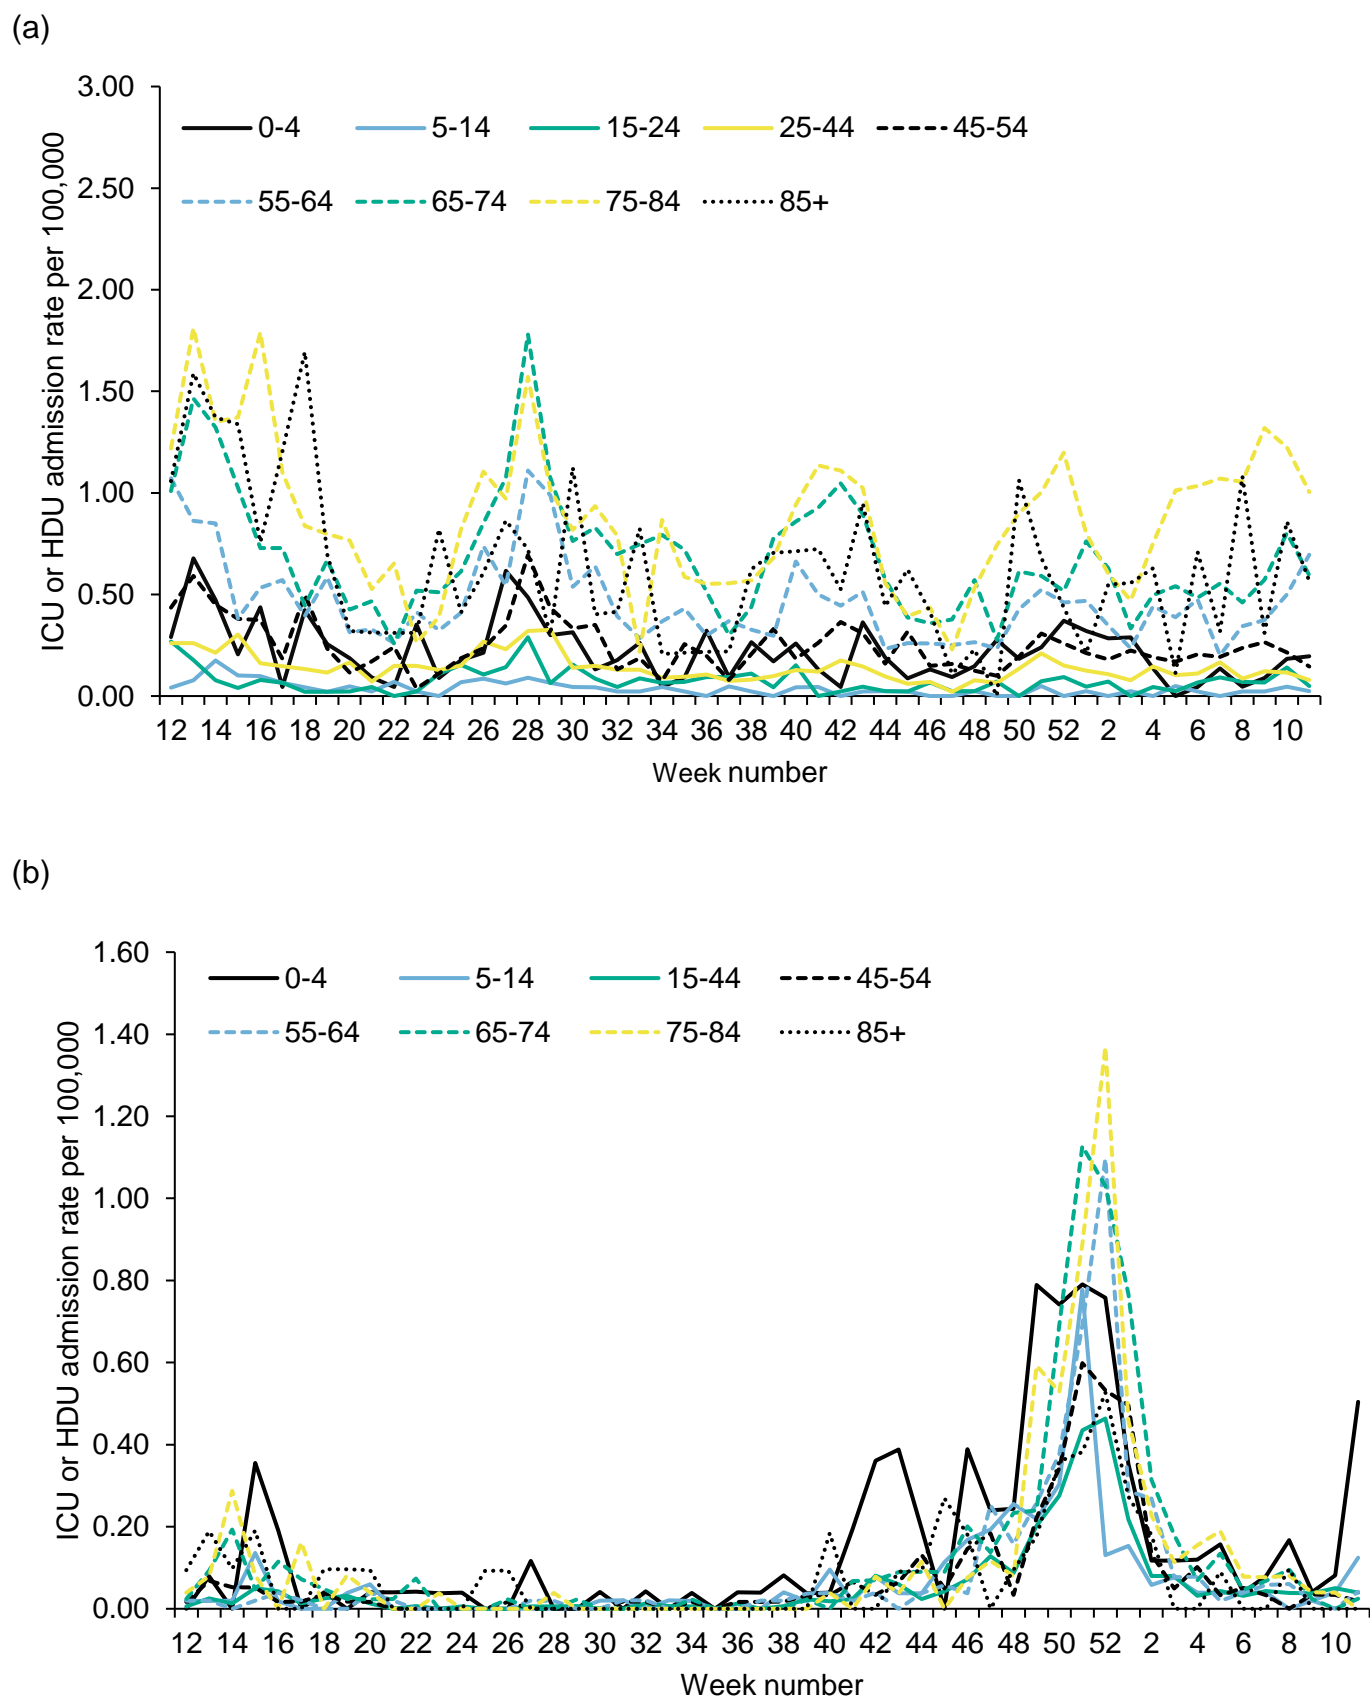 (a)
ICU or HDU admission rate per 100,000
3.00
2.50
2.00
1.50
1.00
0.50
0.00
0-4 5-14 15-24 25-44 45-54
55-64 65-74 75-84 85+
12 14 16 18 20 22 24 26 28 30 32 34 36 38 40 42 44 46 48 50 52 2 4 6 8 10
Week number
(b)
ICU or HDU admission rate per 100,000
1.60
1.40
1.20
1.00
0.80
0.60
0.40
0.20
0.00
0-4 5-14 15-44 45-54
55-64 65-74 75-84 85+
12 14 16 18 20 22 24 26 28 30 32 34 36 38 40 42 44 46 48 50 52 2 4 6 8 10
Week number